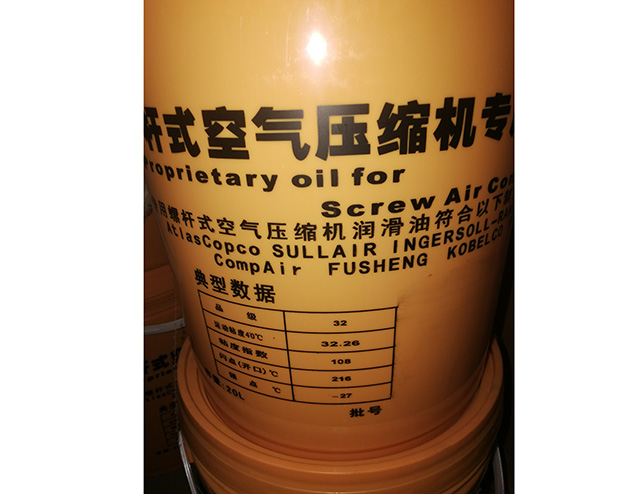 杆式空气压缩机专
Proprietary oil for
Screw Air Com
用螺杆式空气压缩机润滑油符合以下
AtlasCopco SULLAIR INGERSOLL-RA
CompAir FUSHENG KOBELCO
典型数据
品 级 32
运动粘度40℃ 32.26
粘度指数 108
闪点(开口)℃ 216
倾点 ℃ -27
量:20L
批号